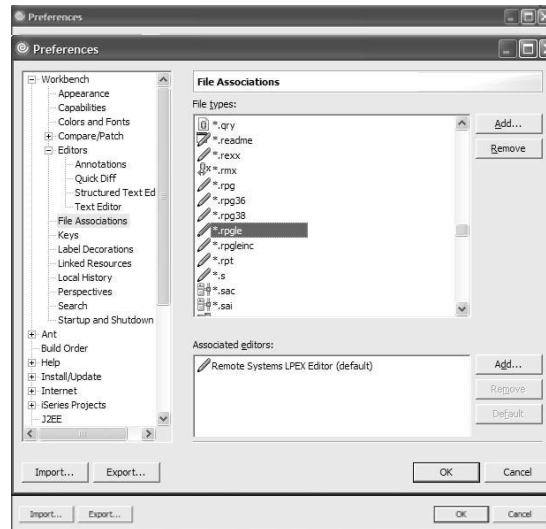 Preferences
Preferences
Workbench
Appearance
Capabilities
Colors and Fonts
Compare/Patch
Editors
Annotations
Quick Diff
Structured Text Ed
Text Editor
File Associations
Keys
Label Decorations
Linked Resources
Local History
Perspectives
Search
Startup and Shutdown
Ant
Build Order
Help
Install/Update
Internet
iSeries Projects
J2EE
File Associations
File types:
*.qry
*.readme
*.rexx
*.rmx
*.rpg
*.rpg36
*.rpg38
*.rpgle
*.rpgleinc
*.rpt
*.s
*.sac
*.sai
Add...
Remove
Associated editors:
Remote Systems LPEX Editor (default)
Add...
Remove
Default
Import... Export... OK Cancel
Import... Export... OK Cancel